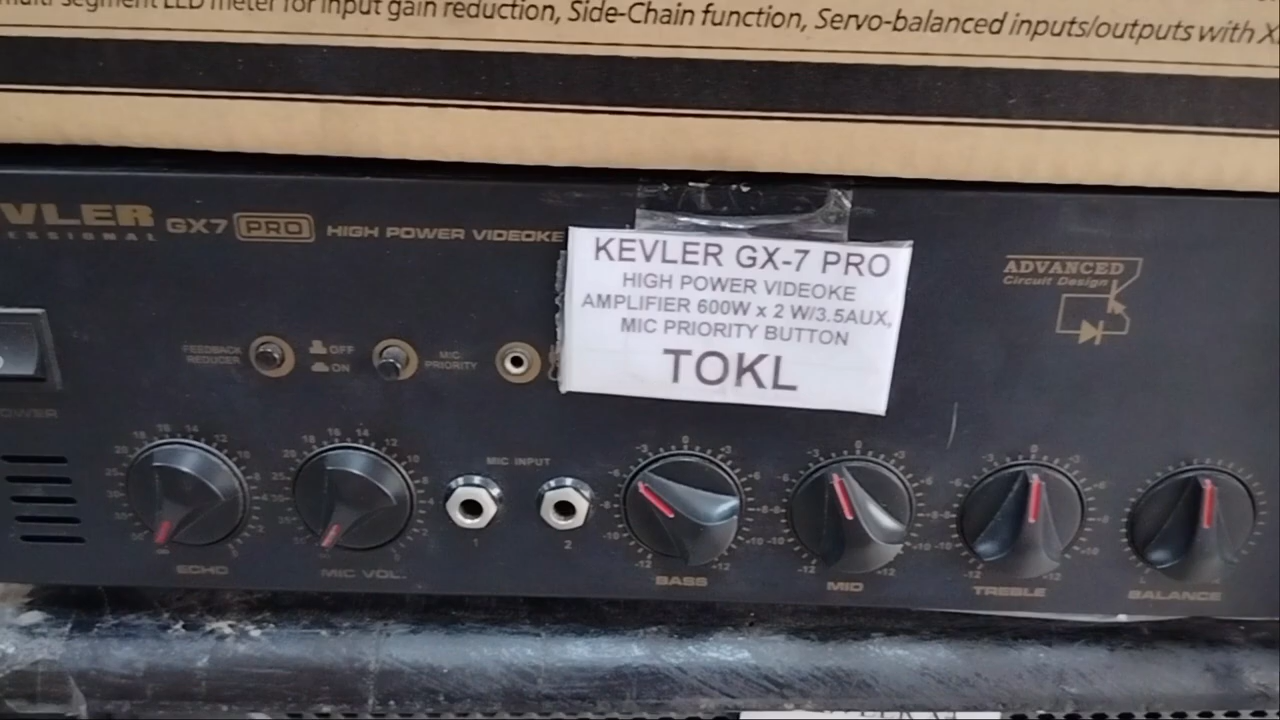 multi-segment LED meter for input gain reduction, Side-Chain function, Servo-balanced inputs/outputs with X
VLER GX7 PRO HIGH POWER VIDEOKE
ESSIONAL
KEVLER GX-7 PRO
HIGH POWER VIDEOKE
AMPLIFIER 600W x 2 W/3.5AUX,
MIC PRIORITY BUTTON
TOKL
ADVANCED
Circuit Design
FEEDBACK
REDUCER
OFF
ON
MIC
PRIORITY
OWER
MIC INPUT
1
2
ECHO
MIC VOL.
BASS
MID
TREBLE
BALANCE